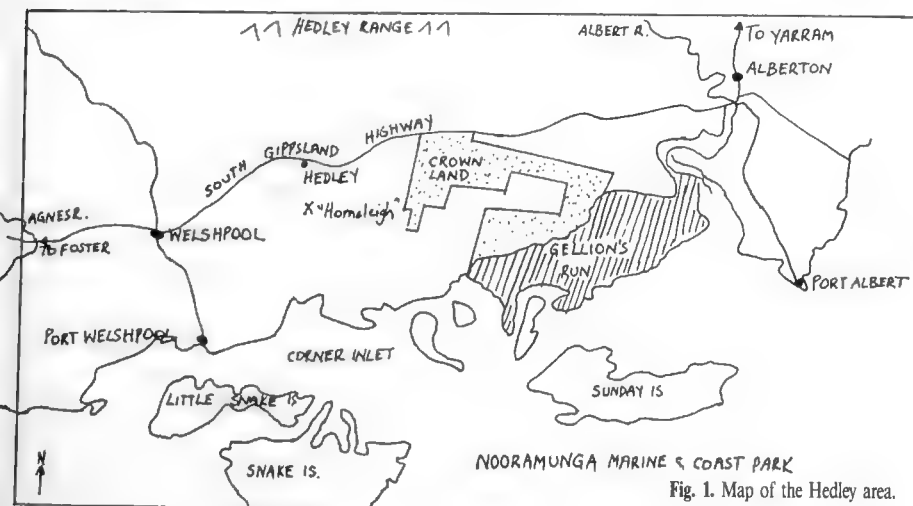 HEDLEY RANGE
ALBERT R.
TO YARRAM
ALBERTON
SOUTH GIPPSLAND HIGHWAY
HEDLEY
CROWN
LAND
X "Homeleigh"
AGNES R.
TO FOSTER
WELSHPOOL
GELLION'S
RUN
PORT ALBERT
PORT WELSHPOOL
CORNER INLET
LITTLE SNAKE IS.
SUNDAY IS
SNAKE IS.
N
NOORAMUNGA MARINE & COAST PARK
Fig. 1. Map of the Hedley area.